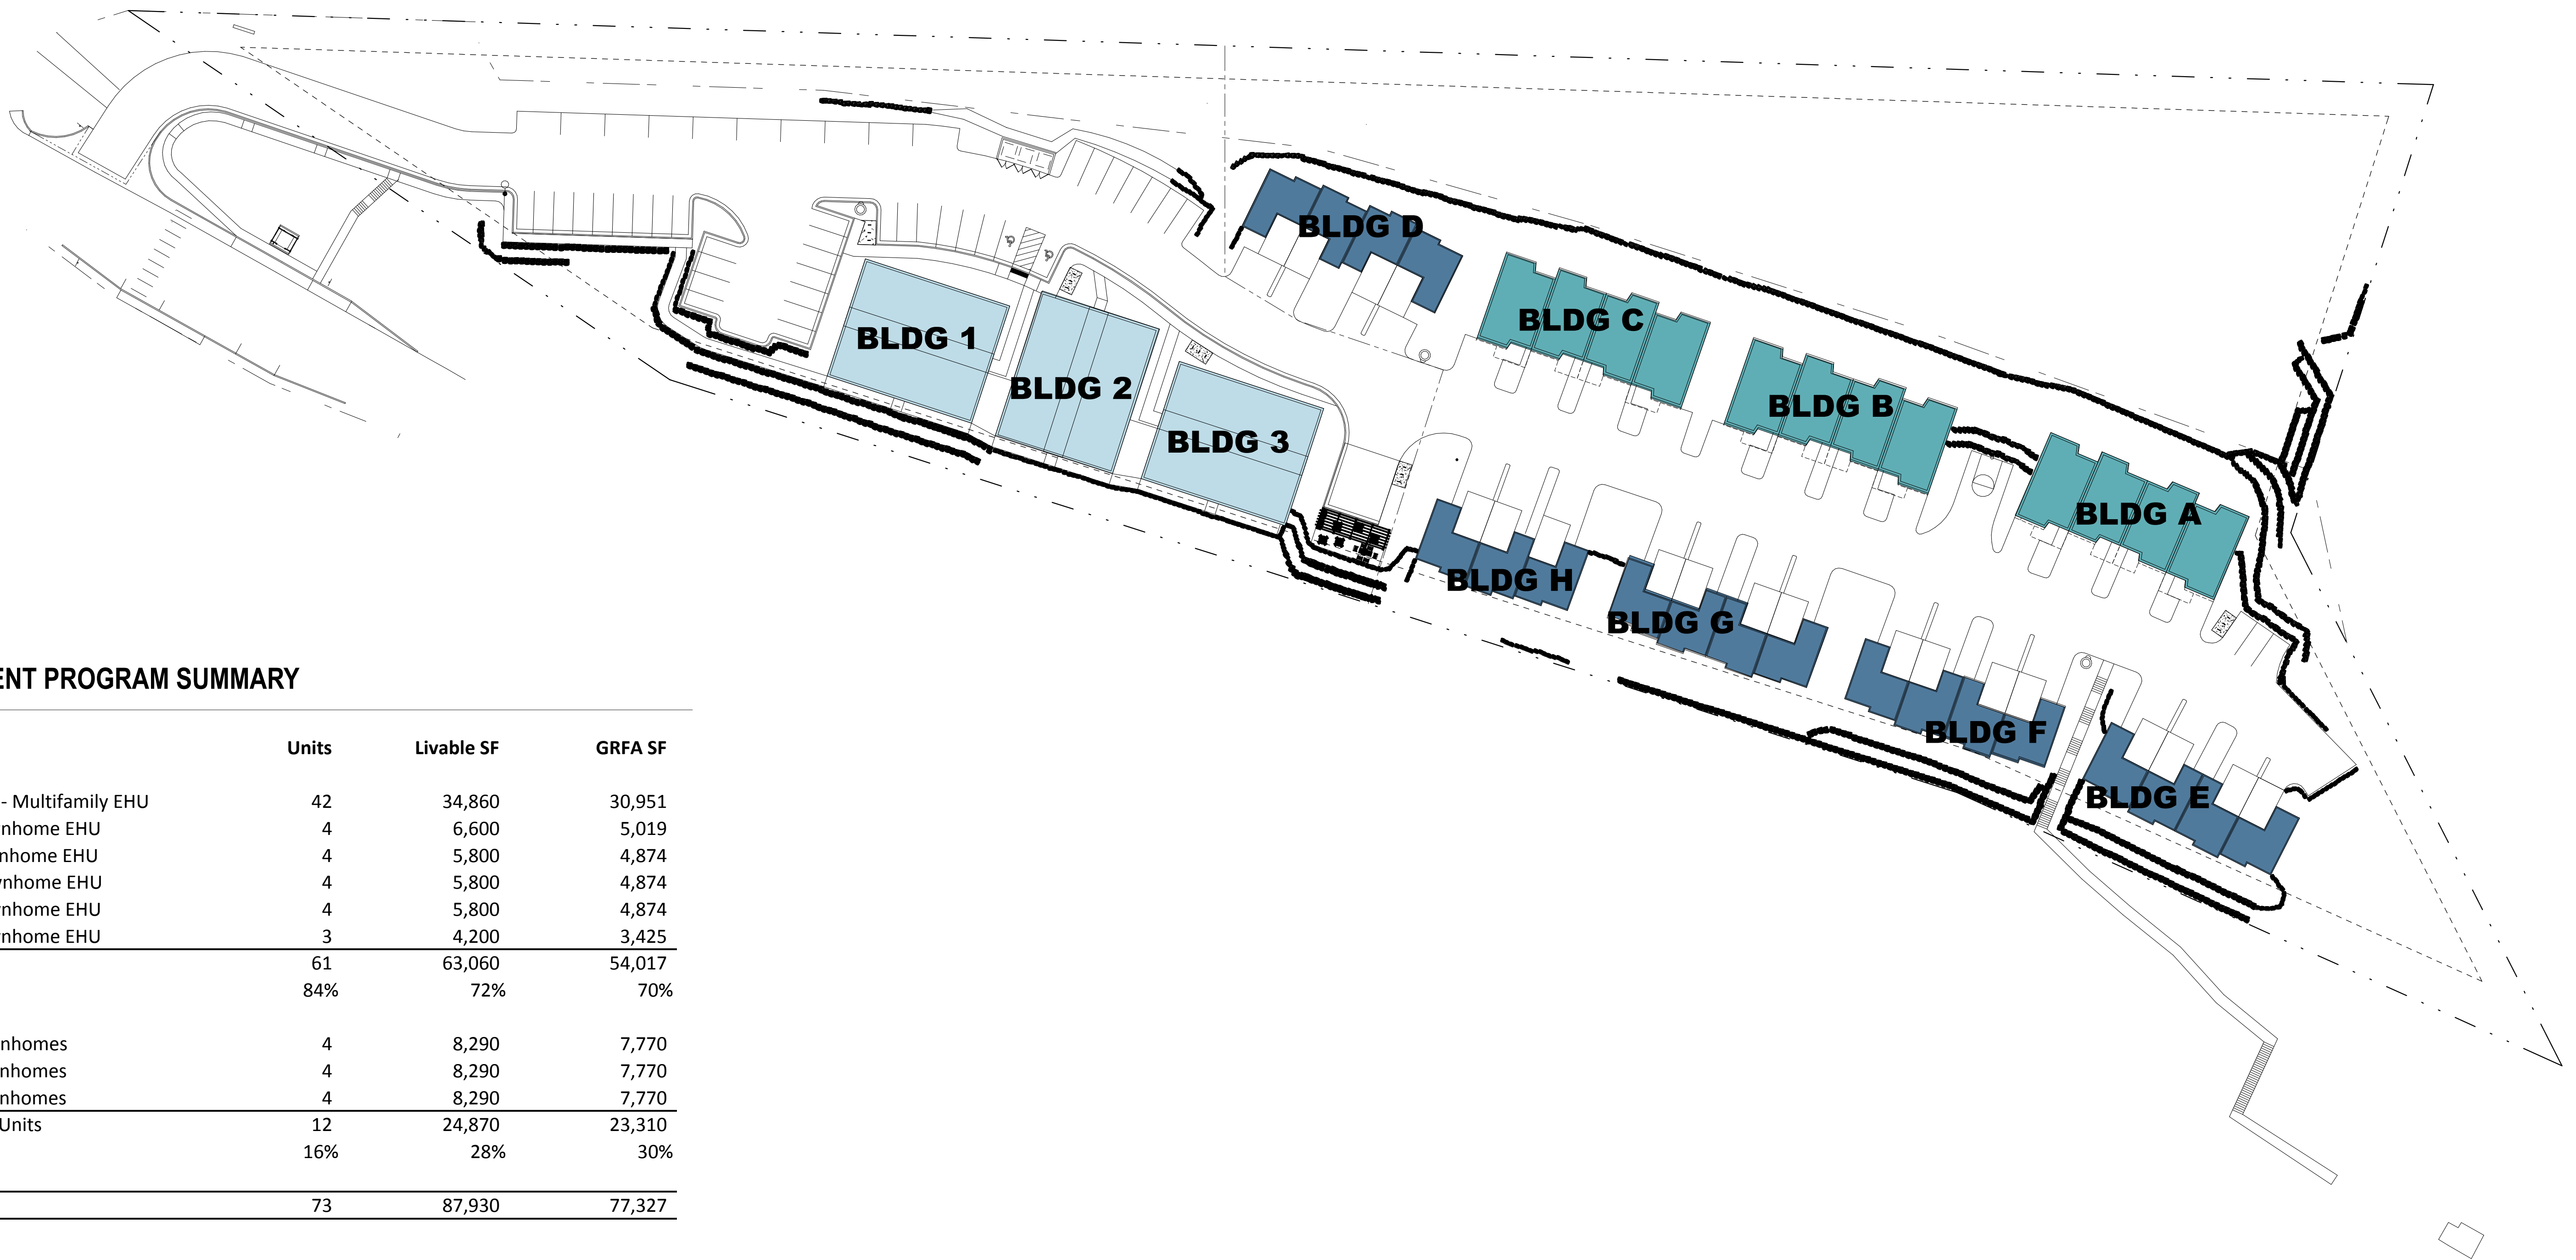 BLDG D
BLDG C
BLDG 1
BLDG 2
BLDG B
BLDG 3
BLDG A
BLDG H
BLDG G
BLDG F
BLDG E
ENT PROGRAM SUMMARY
Units Livable SF GRFA SF
- Multifamily EHU 42 34,860 30,951
nhome EHU 4 6,600 5,019
nhome EHU 4 5,800 4,874
nhome EHU 4 5,800 4,874
nhome EHU 4 5,800 4,874
nhome EHU 3 4,200 3,425
61 63,060 54,017
84% 72% 70%
nhomes 4 8,290 7,770
nhomes 4 8,290 7,770
nhomes 4 8,290 7,770
Units 12 24,870 23,310
16% 28% 30%
73 87,930 77,327